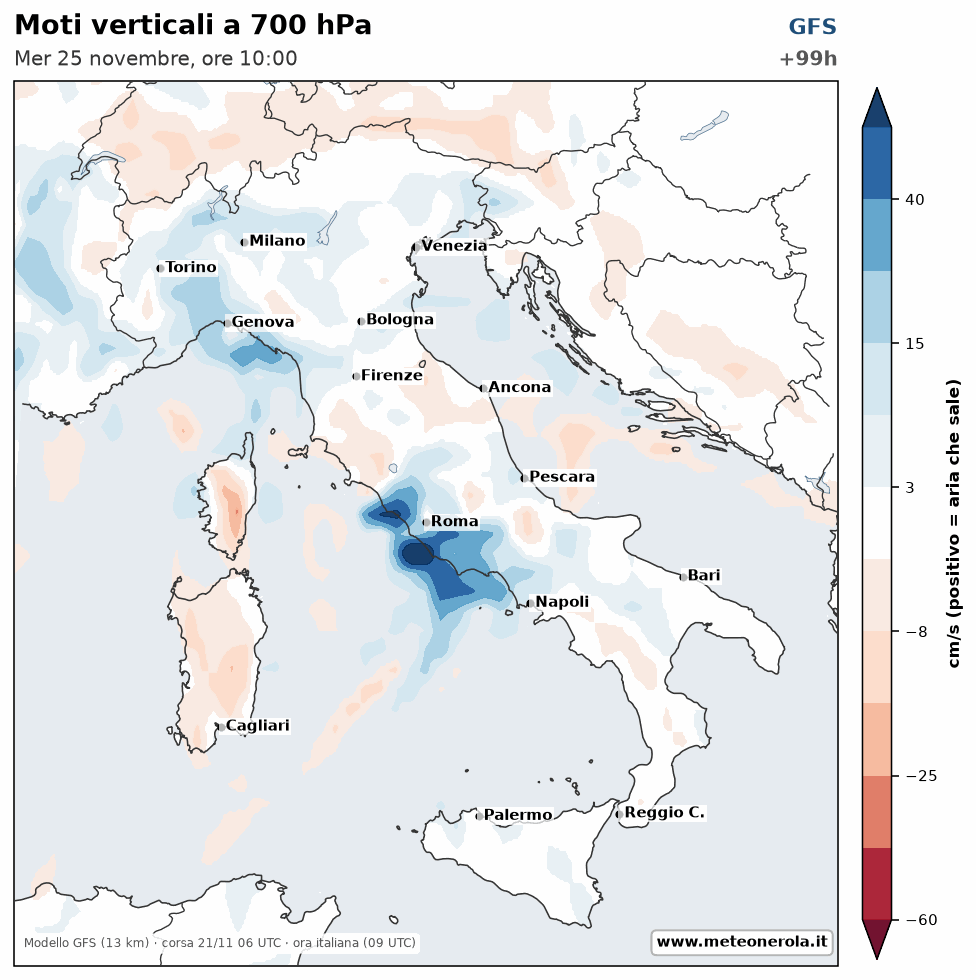 Moti verticali a 700 hPa
GFS
Mer 25 novembre, ore 10:00
+99h
Milano
Venezia
Torino
Genova
Bologna
Firenze
Ancona
Pescara
Roma
Bari
Napoli
Cagliari
Palermo
Reggio C.
40
15
3
−8
−25
−60
cm/s (positivo = aria che sale)
Modello GFS (13 km) · corsa 21/11 06 UTC · ora italiana (09 UTC)
www.meteonerola.it